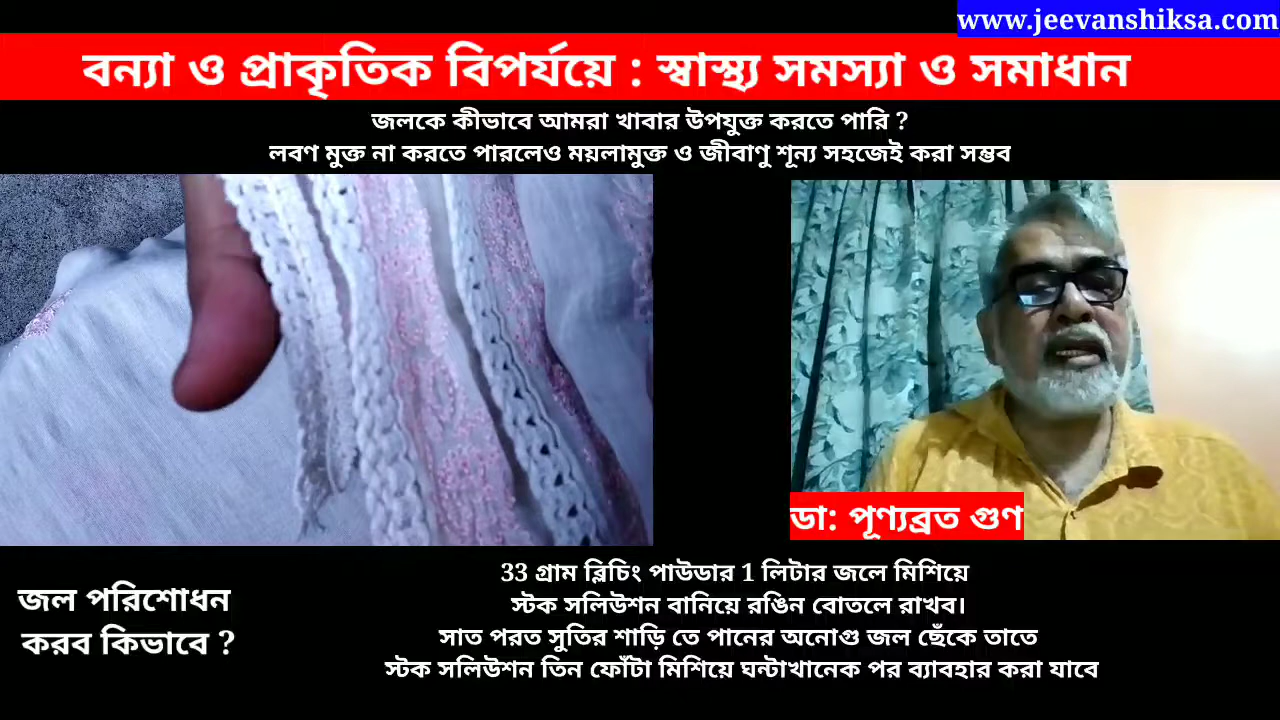 www.jeevanshiksa.com
বন্যা ও প্রাকৃতিক বিপর্যয়ে : স্বাস্থ্য সমস্যা ও সমাধান
জলকে কীভাবে আমরা খাবার উপযুক্ত করতে পারি ?
লবণ মুক্ত না করতে পারলেও ময়লামুক্ত ও জীবাণু শূন্য সহজেই করা সম্ভব
ডা: পূণ্যব্রত গুণ
জল পরিশোধন
করব কিভাবে ?
33 গ্রাম ব্লিচিং পাউডার 1 লিটার জলে মিশিয়ে
স্টক সলিউশন বানিয়ে রঙিন বোতলে রাখব।
সাত পরত সুতির শাড়ি তে পানের অনোগু জল ছেঁকে তাতে
স্টক সলিউশন তিন ফোঁটা মিশিয়ে ঘন্টাখানেক পর ব্যাবহার করা যাবে